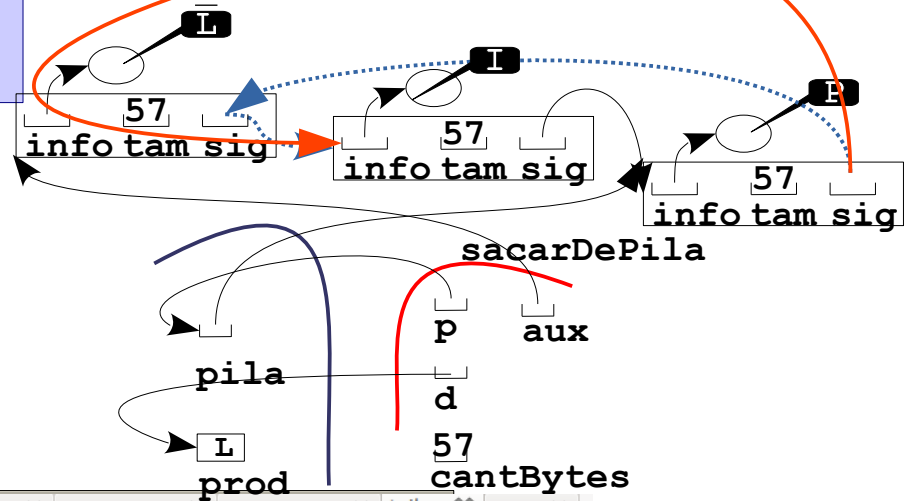 L
I
P
57
57
57
info tam sig
info tam sig
info tam sig
sacarDePila
p
aux
pila
d
L
57
prod
cantBytes